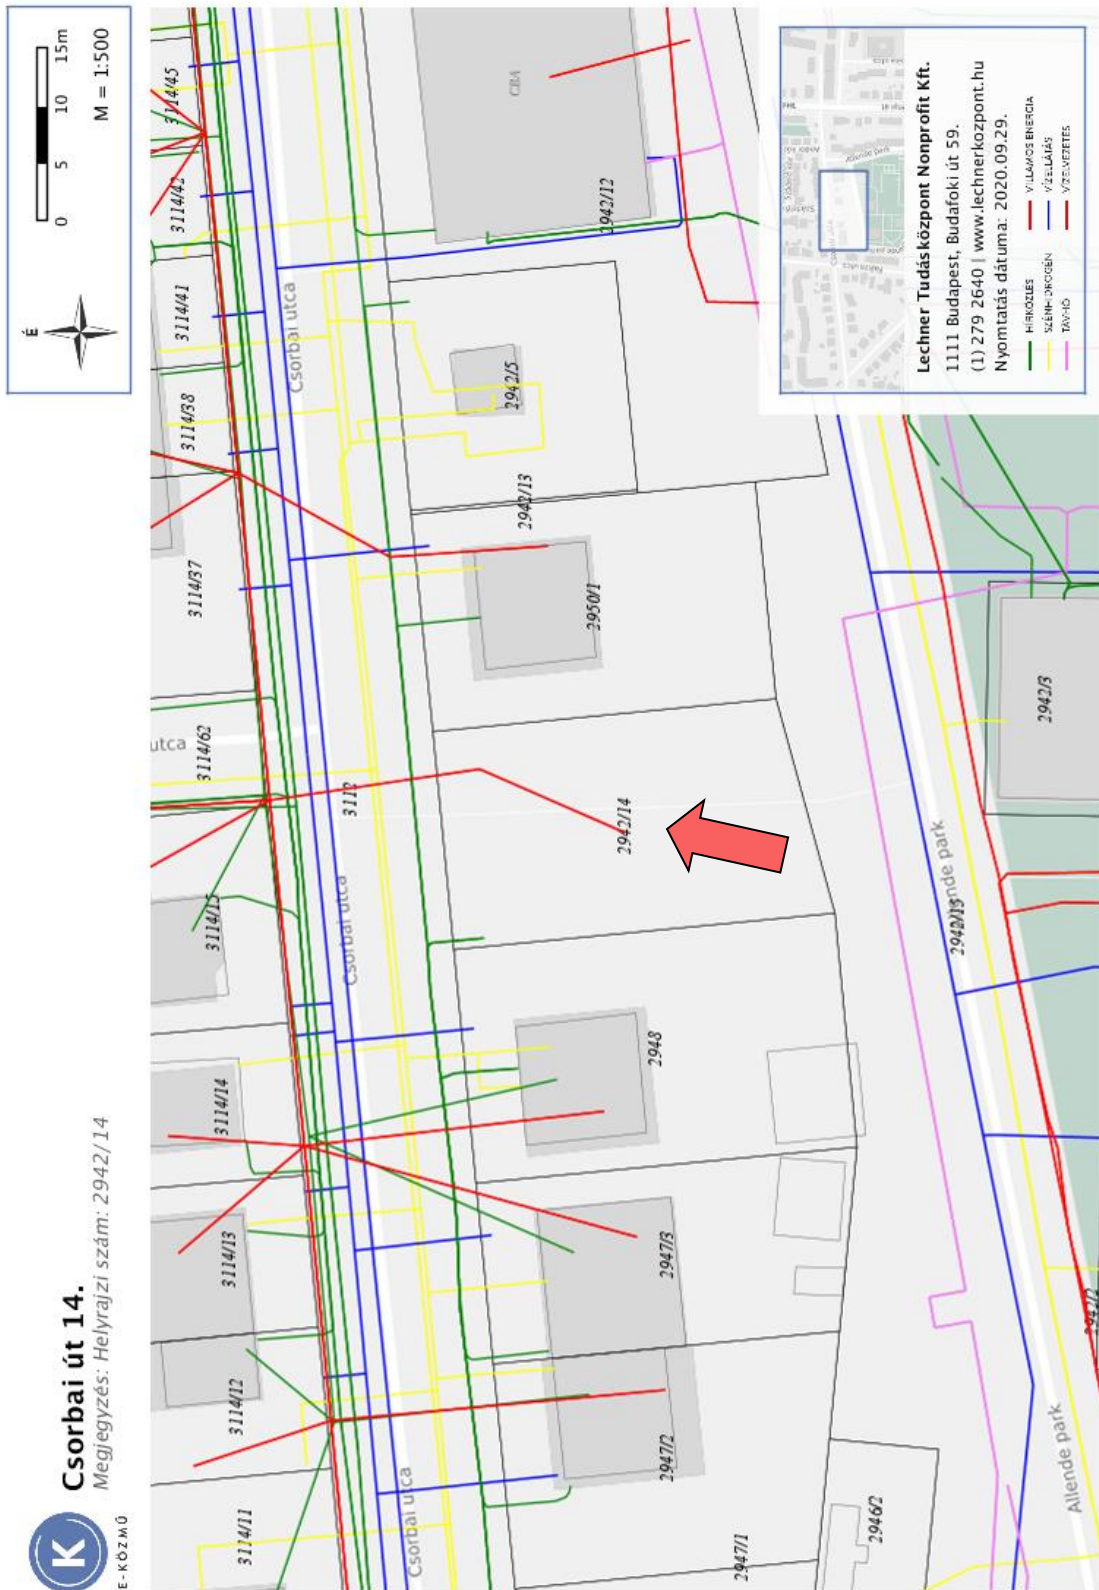 K
E-KÖZMŰ
Csorbai út 14.
Megjegyzés: Helyrajzi szám: 2942/14
É
0 5 10 15m
M = 1:500
3114/11
3114/12
3114/13
3114/14
3114/15
3114/62
3114/37
3114/38
3114/41
3114/42
3114/45
utca
Csorbai utca
Csorbai utca
Csorbai utca
3112
2947/1
2947/2
2947/3
2948
2942/14
2950/1
2942/13
2942/5
2942/12
CBA
2946/2
Allende park
2942/2
2942/15
Allende park
2942/3
Lechner Tudásközpont Nonprofit Kft.
1111 Budapest, Budafoki út 59.
(1) 279 2640 | www.lechnerkozpont.hu
Nyomtatás dátuma: 2020.09.29.
HÍRKÖZLÉS
SZÉNHIDROGÉN
TÁVHŐ
VILLAMOS ENERGIA
VÍZELLÁTÁS
VÍZELVEZETÉS